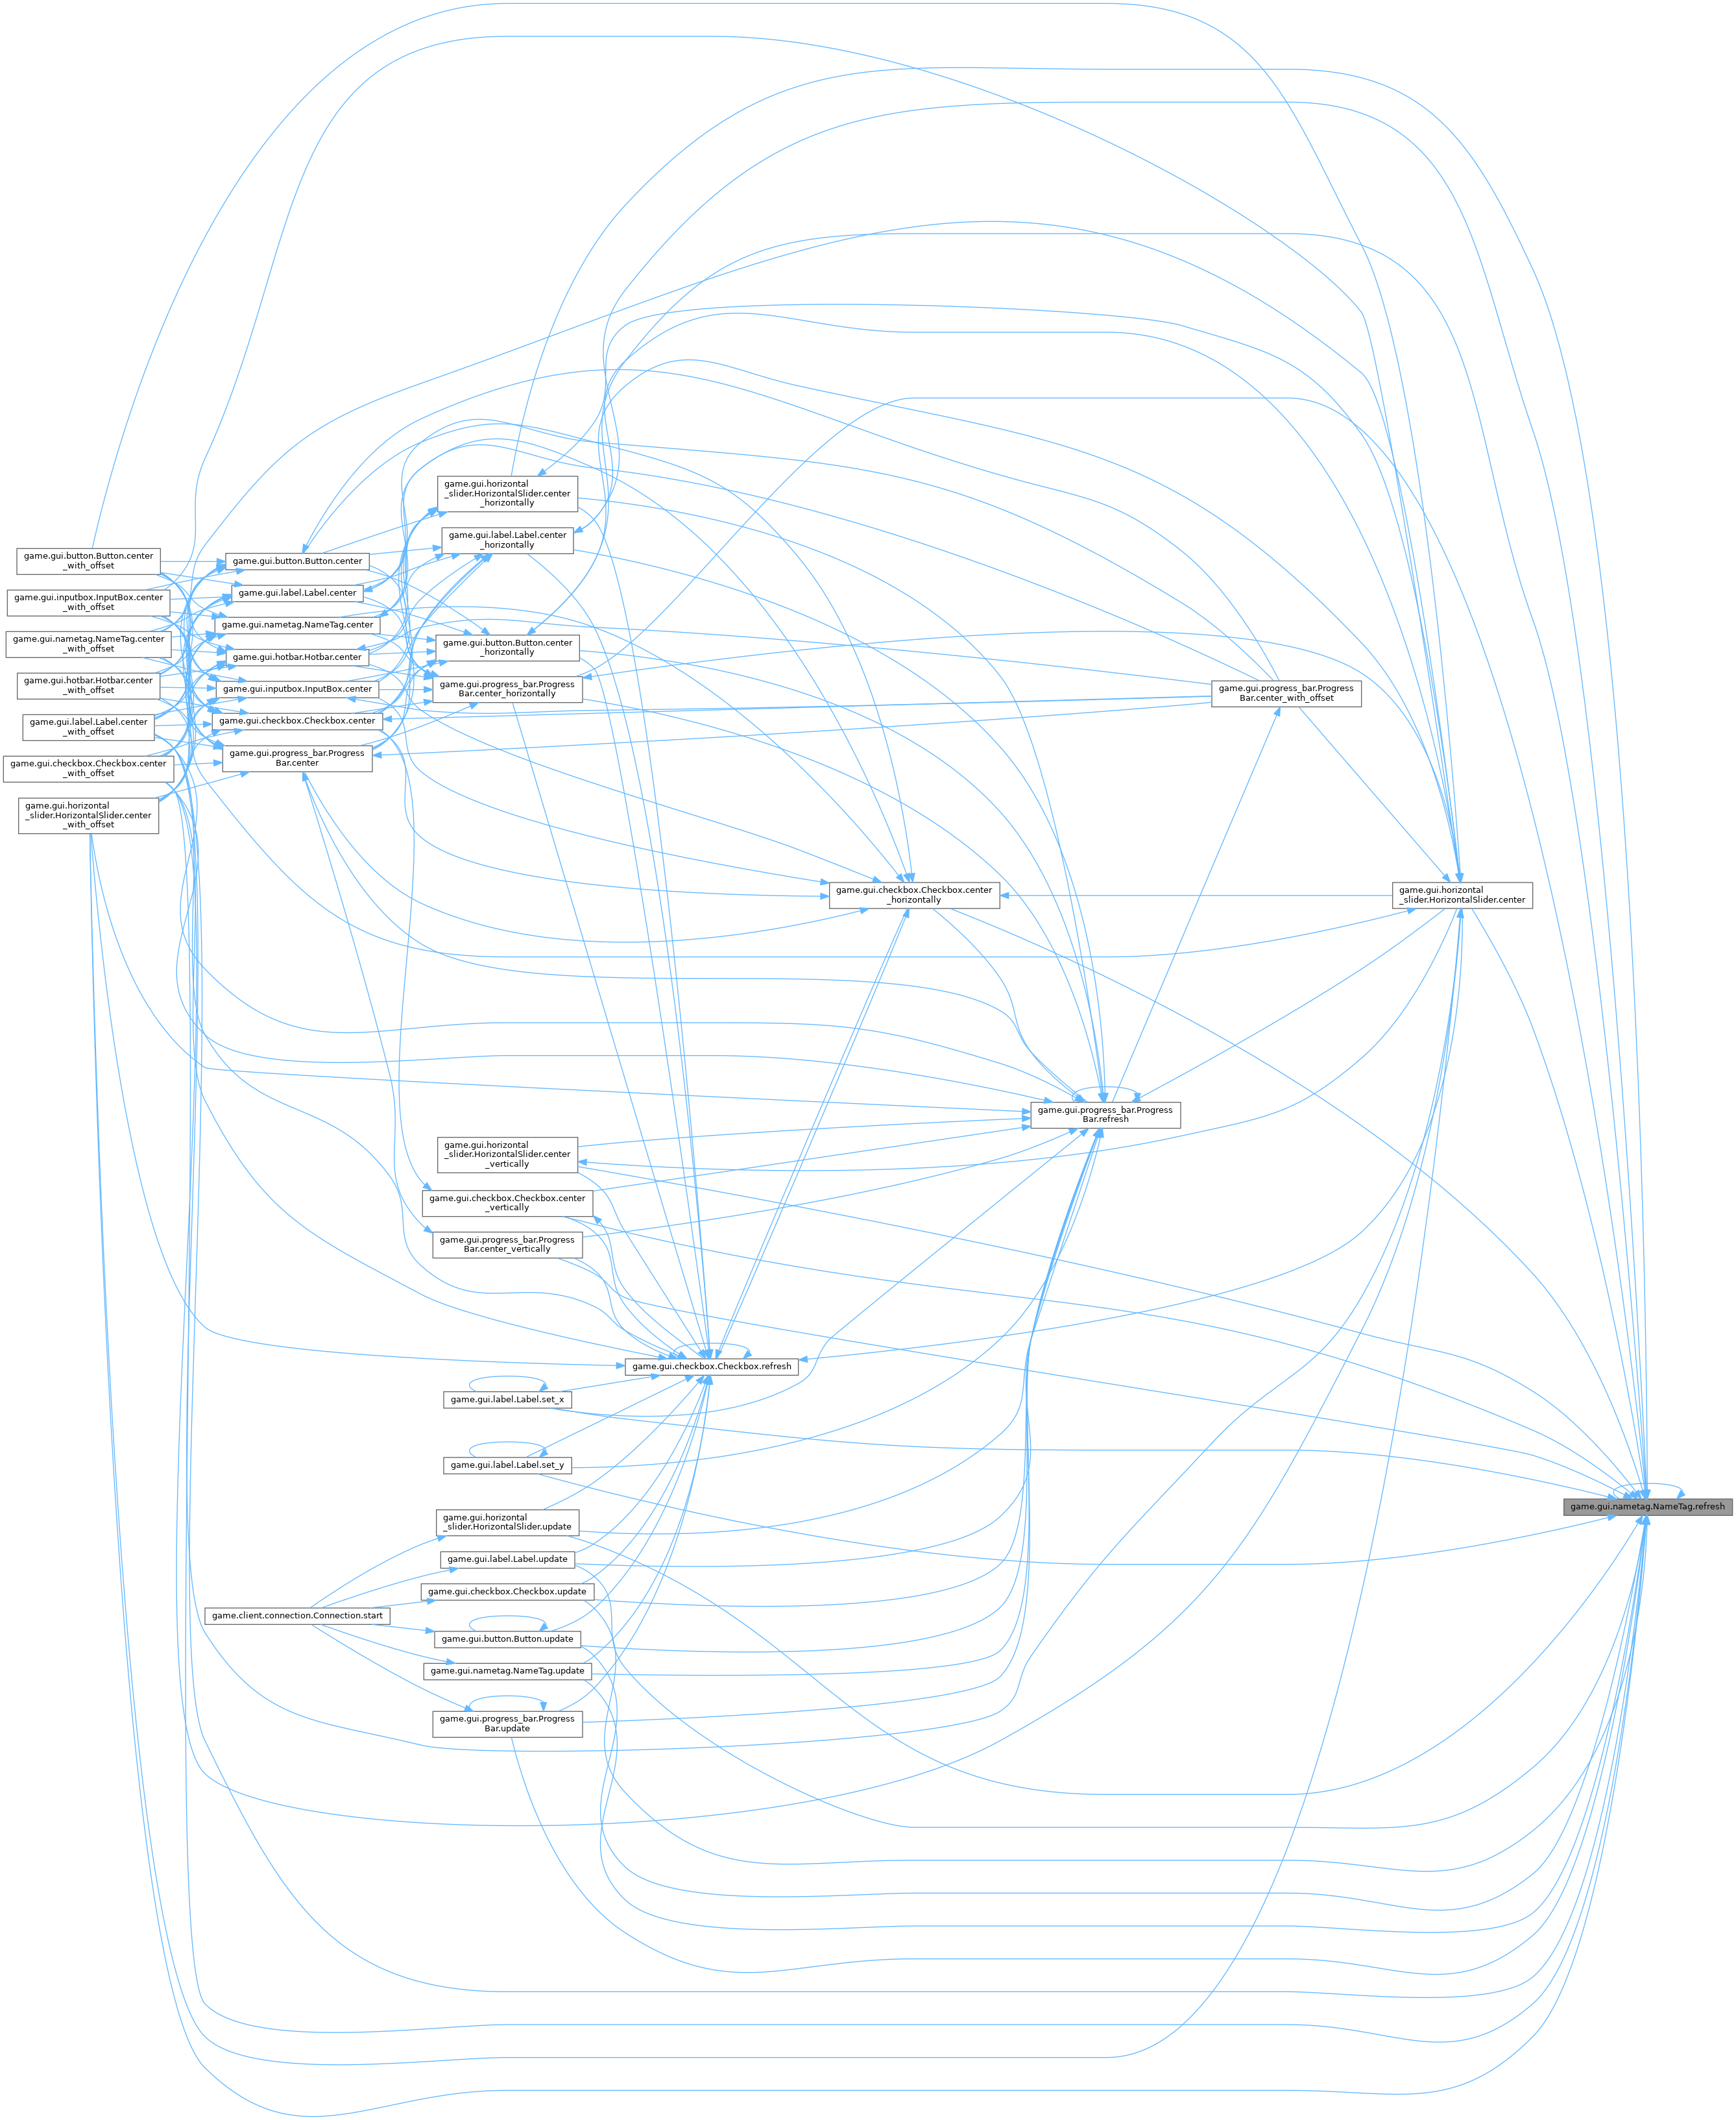 game.gui.horizontal
_slider.HorizontalSlider.center
_horizontally
game.gui.label.Label.center
_horizontally
game.gui.button.Button.center
_with_offset
game.gui.button.Button.center
game.gui.inputbox.InputBox.center
_with_offset
game.gui.label.Label.center
game.gui.nametag.NameTag.center
game.gui.nametag.NameTag.center
_with_offset
game.gui.button.Button.center
_horizontally
game.gui.hotbar.Hotbar.center
game.gui.hotbar.Hotbar.center
_with_offset
game.gui.inputbox.InputBox.center
game.gui.progress_bar.Progress
Bar.center_horizontally
game.gui.progress_bar.Progress
Bar.center_with_offset
game.gui.label.Label.center
_with_offset
game.gui.checkbox.Checkbox.center
game.gui.progress_bar.Progress
Bar.center
game.gui.checkbox.Checkbox.center
_with_offset
game.gui.horizontal
_slider.HorizontalSlider.center
_with_offset
game.gui.checkbox.Checkbox.center
_horizontally
game.gui.horizontal
_slider.HorizontalSlider.center
game.gui.progress_bar.Progress
Bar.refresh
game.gui.horizontal
_slider.HorizontalSlider.center
_vertically
game.gui.checkbox.Checkbox.center
_vertically
game.gui.progress_bar.Progress
Bar.center_vertically
game.gui.checkbox.Checkbox.refresh
game.gui.label.Label.set_x
game.gui.label.Label.set_y
game.gui.nametag.NameTag.refresh
game.gui.horizontal
_slider.HorizontalSlider.update
game.gui.label.Label.update
game.gui.checkbox.Checkbox.update
game.client.connection.Connection.start
game.gui.button.Button.update
game.gui.nametag.NameTag.update
game.gui.progress_bar.Progress
Bar.update